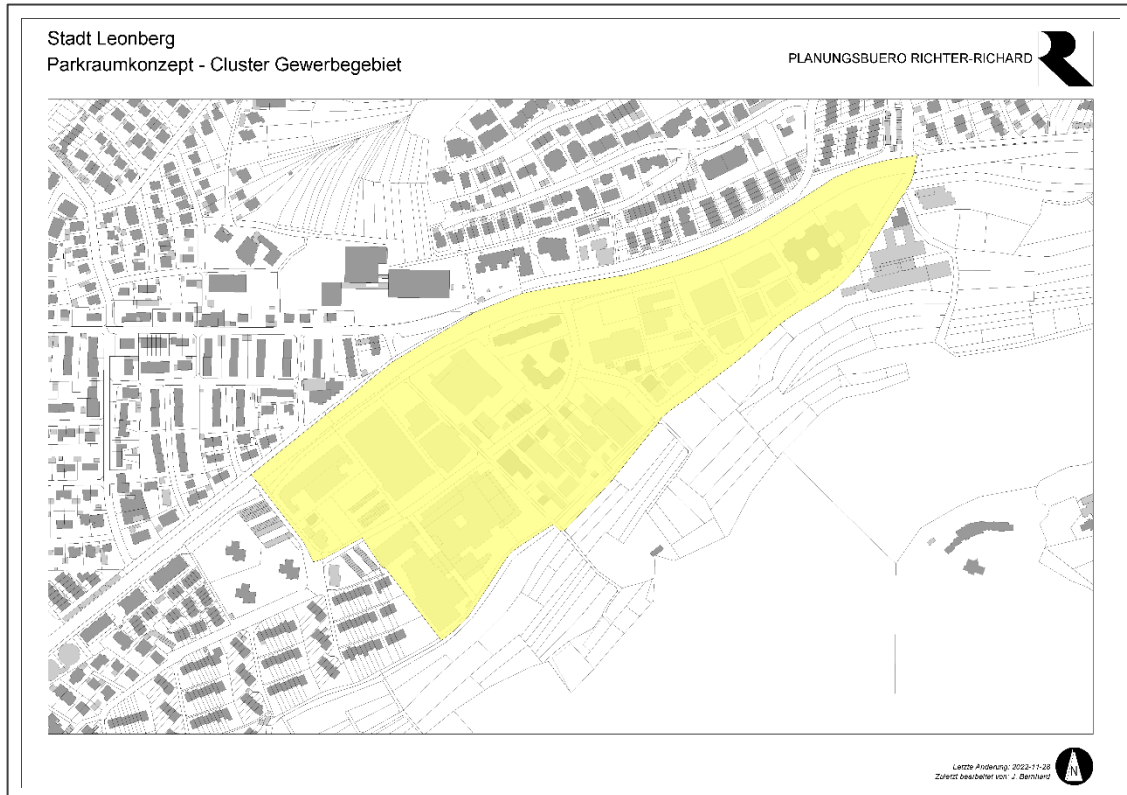 Stadt Leonberg
Parkraumkonzept - Cluster Gewerbegebiet
PLANUNGSBUERO RICHTER-RICHARD
R
Letzte Änderung: 2022-11-28
Zuletzt bearbeitet von: J. Bernhard
N